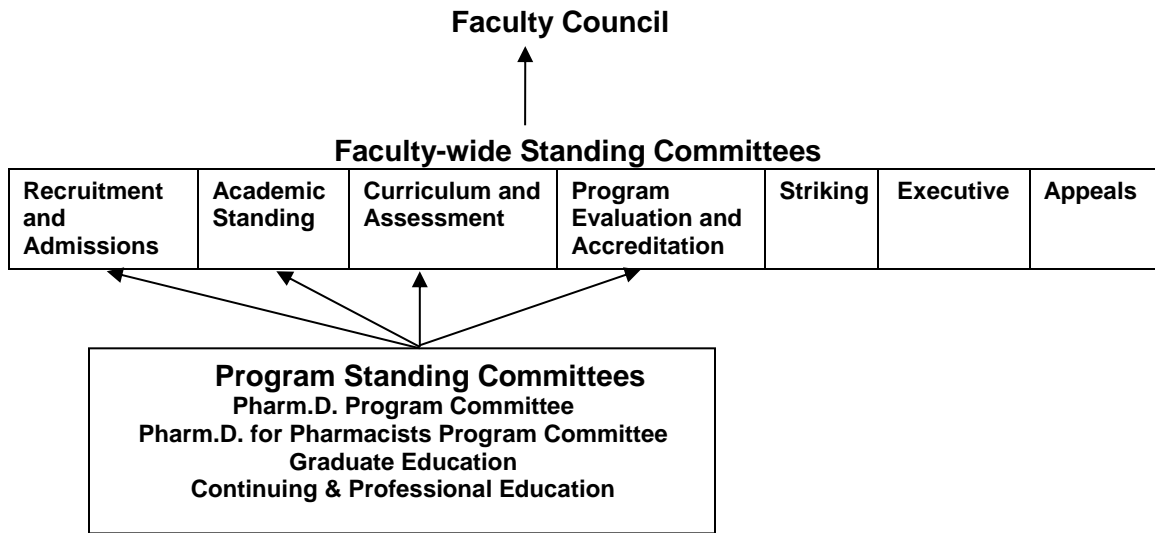 Faculty Council
Faculty-wide Standing Committees
Recruitment
and
Admissions
Academic
Standing
Curriculum and
Assessment
Program
Evaluation and
Accreditation
Striking
Executive
Appeals
Program Standing Committees
Pharm.D. Program Committee
Pharm.D. for Pharmacists Program Committee
Graduate Education
Continuing & Professional Education